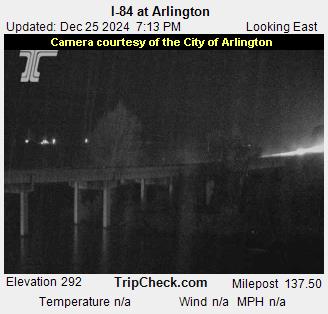 I-84 at Arlington
Updated: Dec 25 2024 7:13 PM Looking East
Camera courtesy of the City of Arlington
Elevation 292 TripCheck.com Milepost 137.50
Temperature n/a Wind n/a MPH n/a